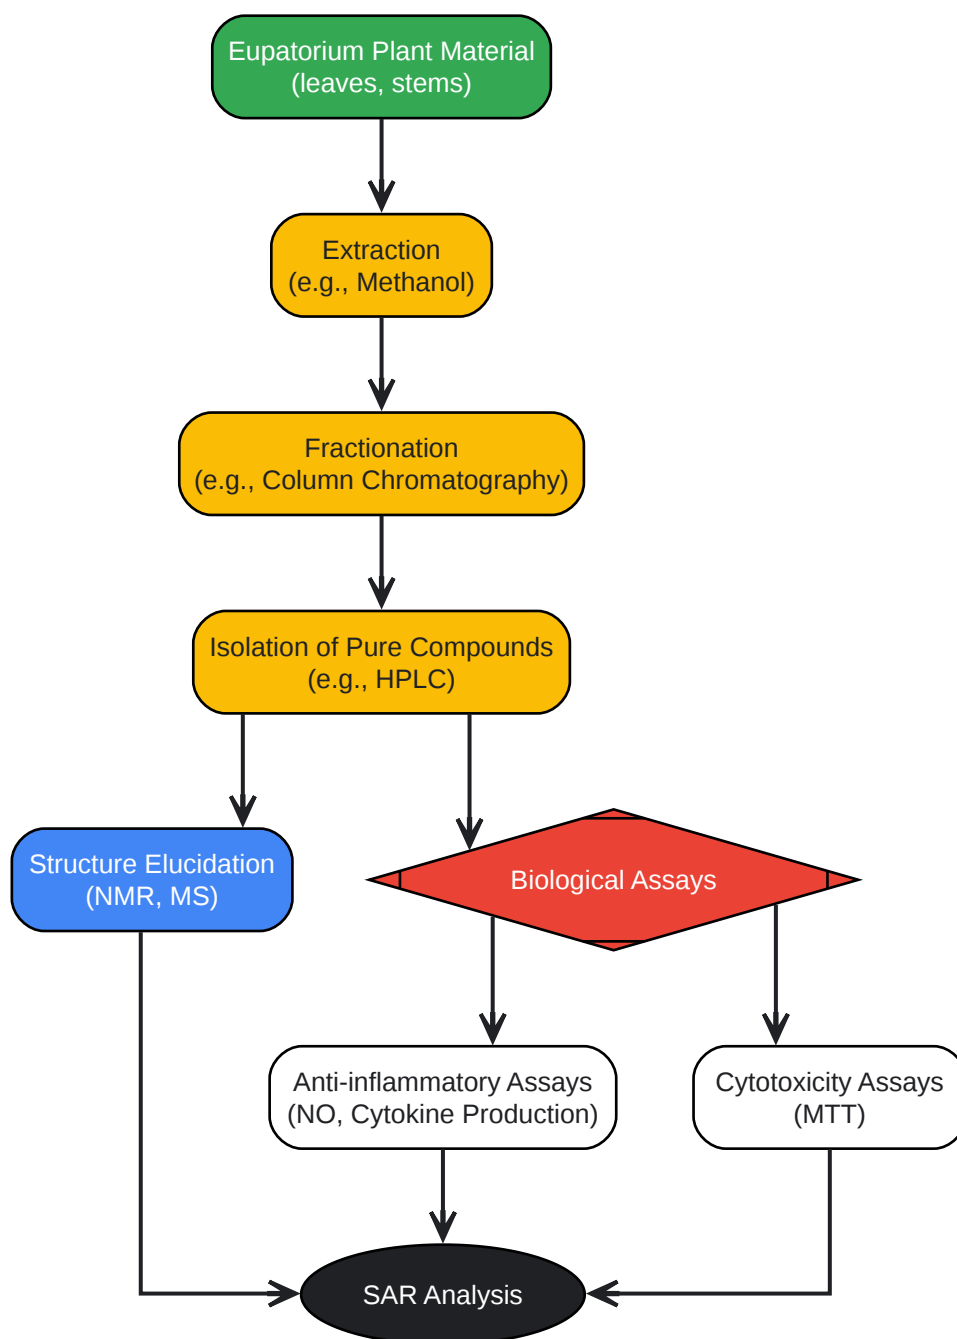 Eupatorium Plant Material
(leaves, stems)
Extraction
(e.g., Methanol)
Fractionation
(e.g., Column Chromatography)
Isolation of Pure Compounds
(e.g., HPLC)
Structure Elucidation
(NMR, MS)
Biological Assays
Anti-inflammatory Assays
(NO, Cytokine Production)
Cytotoxicity Assays
(MTT)
SAR Analysis